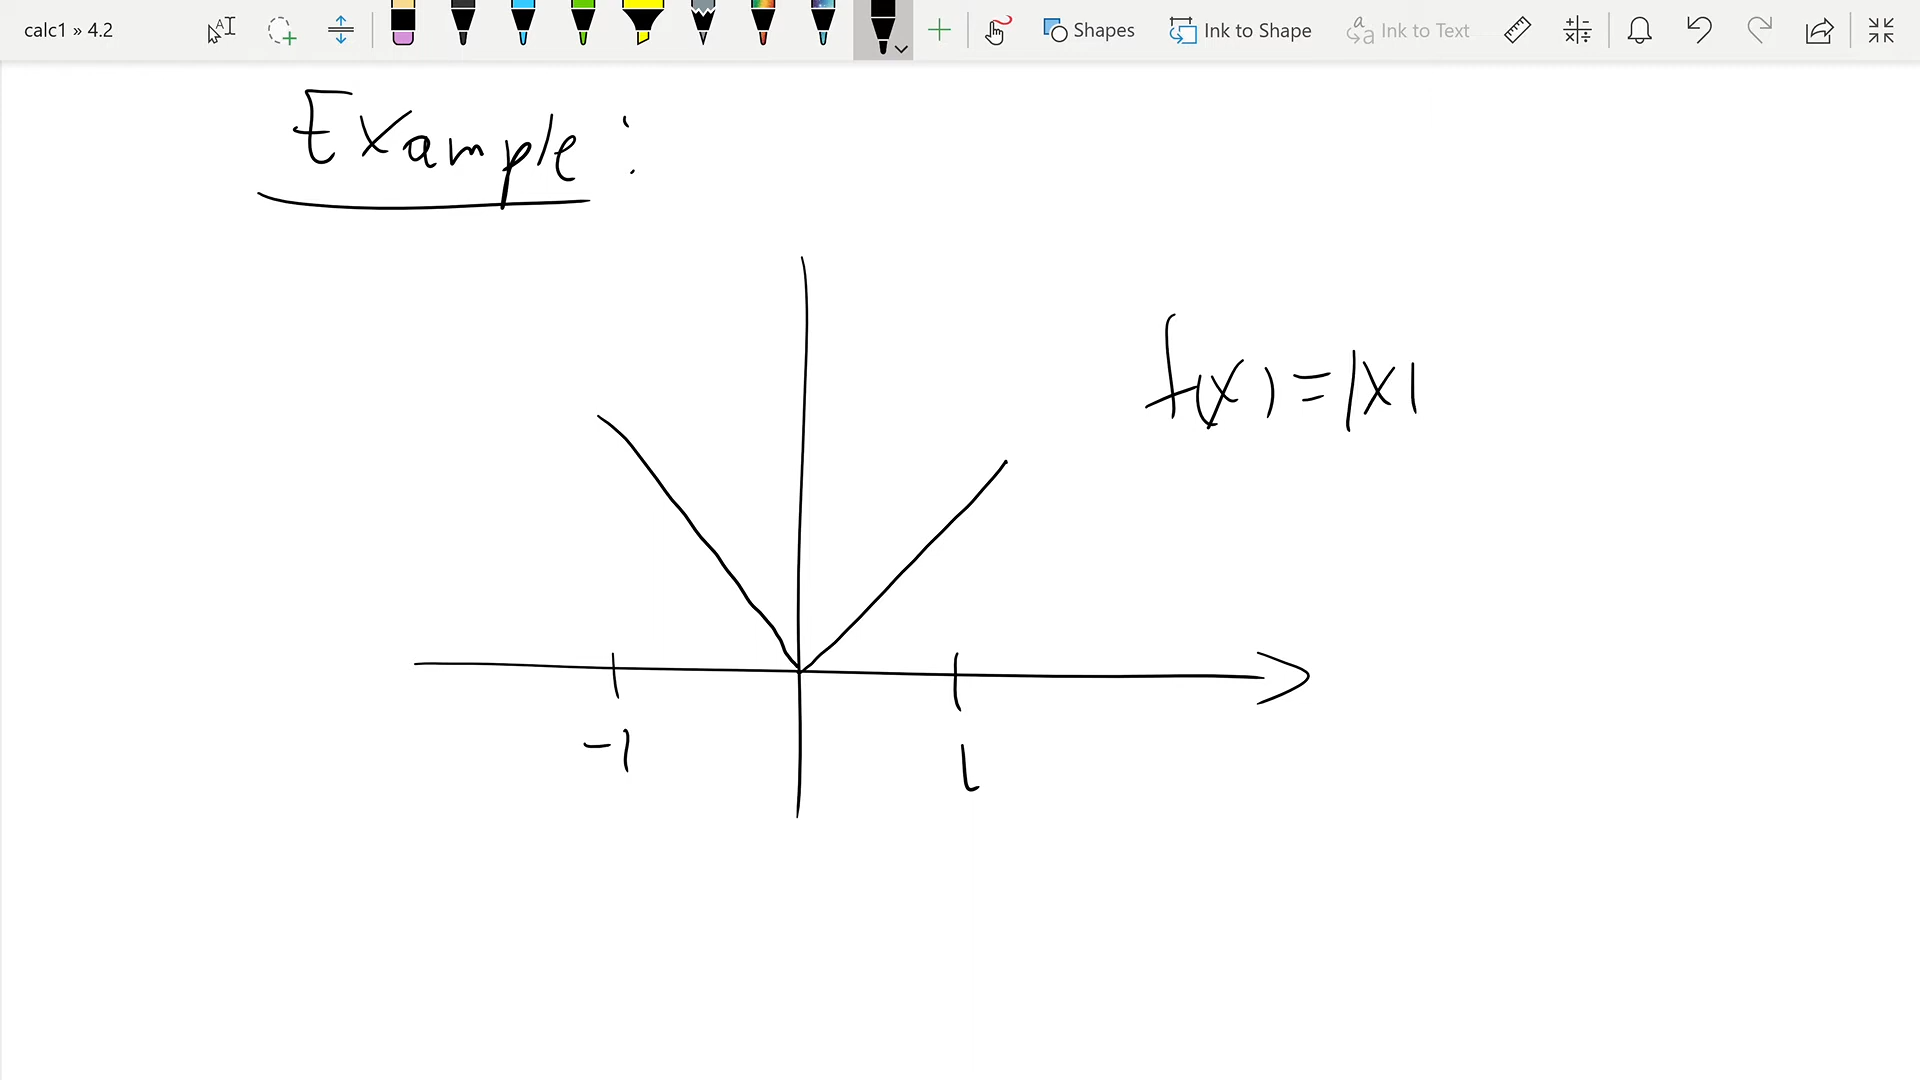 calc1 » 4.2
Shapes
Ink to Shape
Ink to Text
Example:
f(x) = |x|
-1
1